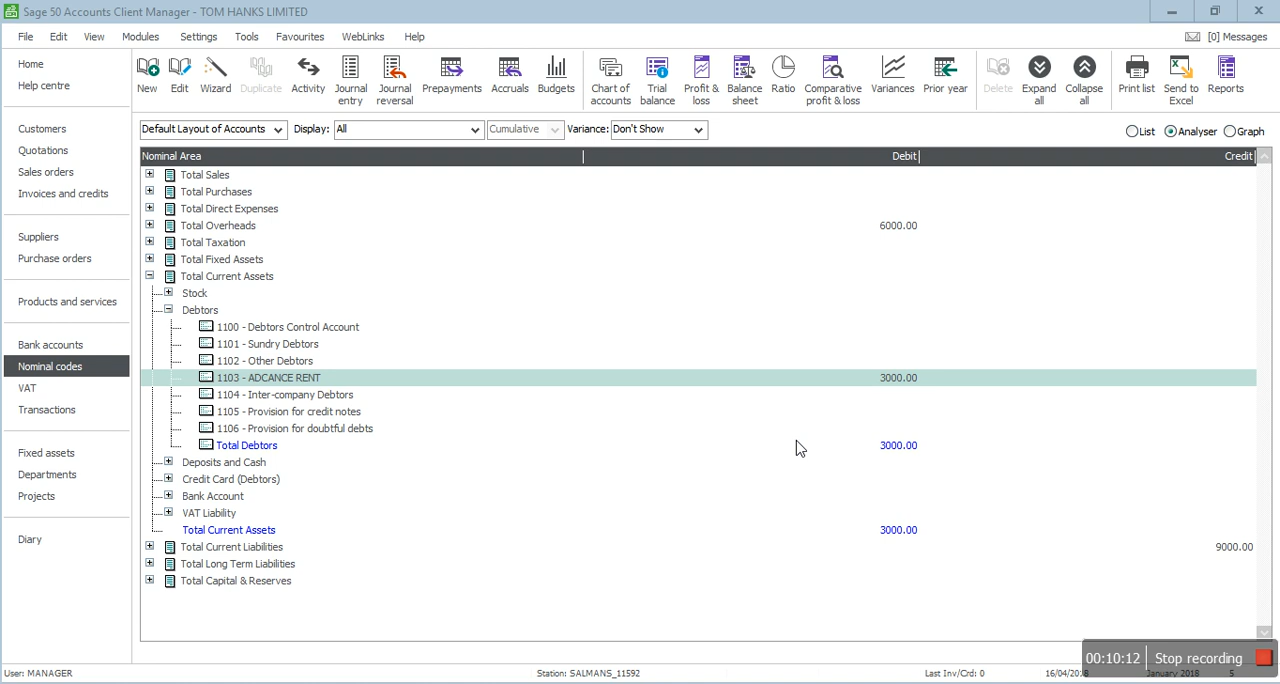 Sage 50 Accounts Client Manager - TOM HANKS LIMITED
File Edit View Modules Settings Tools Favourites WebLinks Help
[0] Messages
Home
Help centre
Customers
Quotations
Sales orders
Invoices and credits
Suppliers
Purchase orders
Products and services
Bank accounts
Nominal codes
VAT
Transactions
Fixed assets
Departments
Projects
Diary
New Edit Wizard Duplicate Activity Journal entry Journal reversal Prepayments Accruals Budgets Chart of accounts Trial balance Profit & loss Balance sheet Ratio Comparative profit & loss Variances Prior year Delete Expand all Collapse all Print list Send to Excel Reports
Default Layout of Accounts Display: All Cumulative Variance: Don't Show List Analyser Graph
Nominal Area Debit Credit
Total Sales
Total Purchases
Total Direct Expenses
Total Overheads 6000.00
Total Taxation
Total Fixed Assets
Total Current Assets
Stock
Debtors
1100 - Debtors Control Account
1101 - Sundry Debtors
1102 - Other Debtors
1103 - ADCANCE RENT 3000.00
1104 - Inter-company Debtors
1105 - Provision for credit notes
1106 - Provision for doubtful debts
Total Debtors 3000.00
Deposits and Cash
Credit Card (Debtors)
Bank Account
VAT Liability
Total Current Assets 3000.00
Total Current Liabilities 9000.00
Total Long Term Liabilities
Total Capital & Reserves
00:10:12 Stop recording
User: MANAGER Station: SALMANS_11592 Last Inv/Crd: 0 January 2018 5